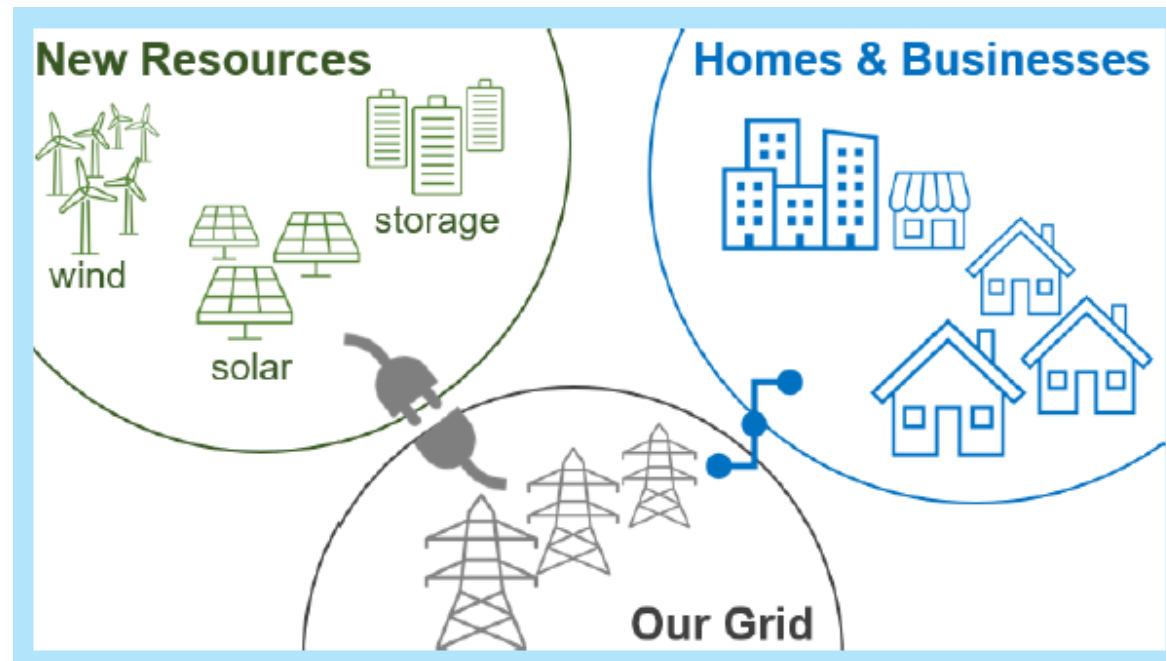 New Resources
Homes & Businesses
storage
wind
solar
Our Grid